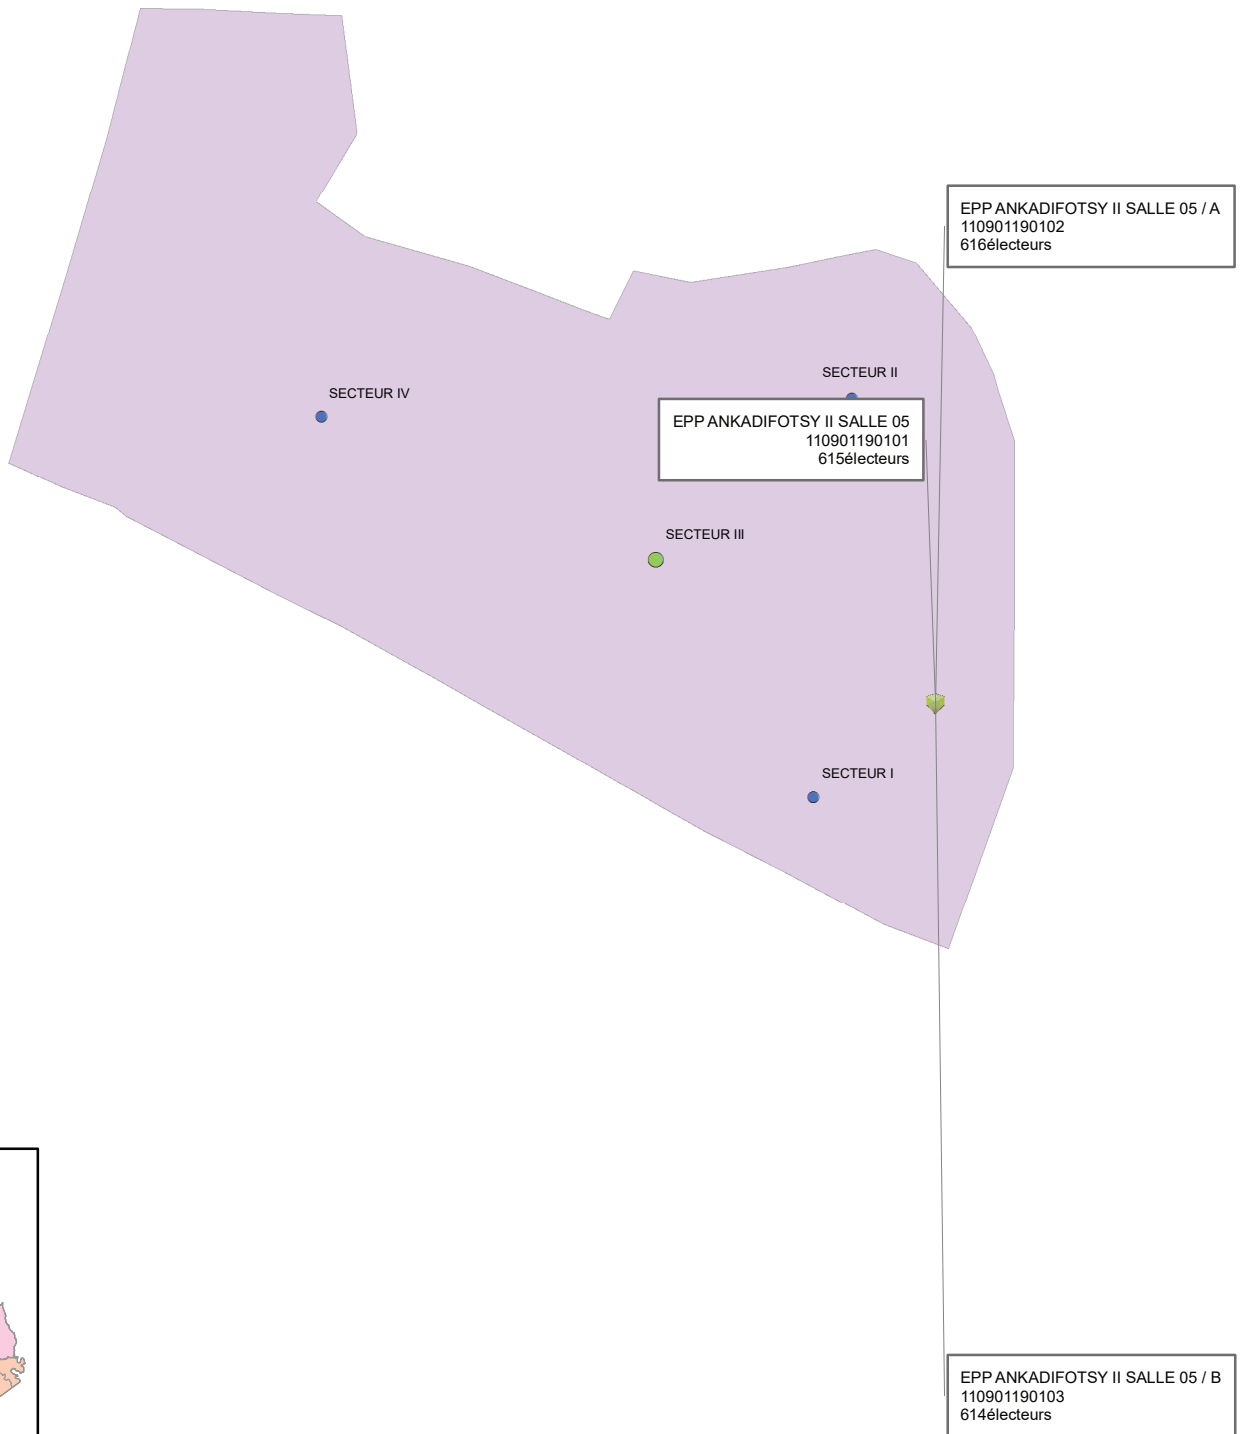 EPP ANKADIFOTSY II SALLE 05 / A
110901190102
616électeurs
SECTEUR II
SECTEUR IV
EPP ANKADIFOTSY II SALLE 05
110901190101
615électeurs
SECTEUR III
SECTEUR I
EPP ANKADIFOTSY II SALLE 05 / B
110901190103
614électeurs